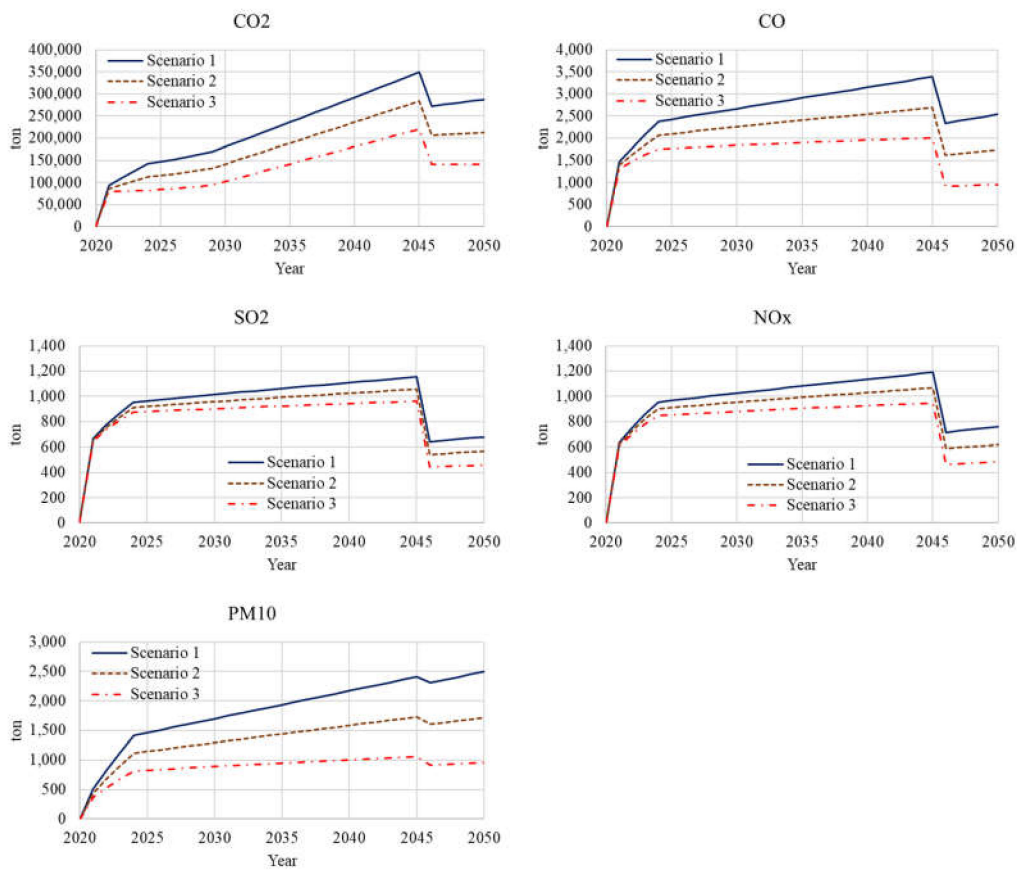 CO2
400,000
350,000
300,000
250,000
200,000
150,000
100,000
50,000
0
ton
Scenario 1
Scenario 2
Scenario 3
2020 2025 2030 2035 2040 2045 2050
Year
CO
4,000
3,500
3,000
2,500
2,000
1,500
1,000
500
0
ton
Scenario 1
Scenario 2
Scenario 3
2020 2025 2030 2035 2040 2045 2050
Year
SO2
1,400
1,200
1,000
800
600
400
200
0
ton
Scenario 1
Scenario 2
Scenario 3
2020 2025 2030 2035 2040 2045 2050
Year
NOx
1,400
1,200
1,000
800
600
400
200
0
ton
Scenario 1
Scenario 2
Scenario 3
2020 2025 2030 2035 2040 2045 2050
Year
PM10
3,000
2,500
2,000
1,500
1,000
500
0
ton
Scenario 1
Scenario 2
Scenario 3
2020 2025 2030 2035 2040 2045 2050
Year